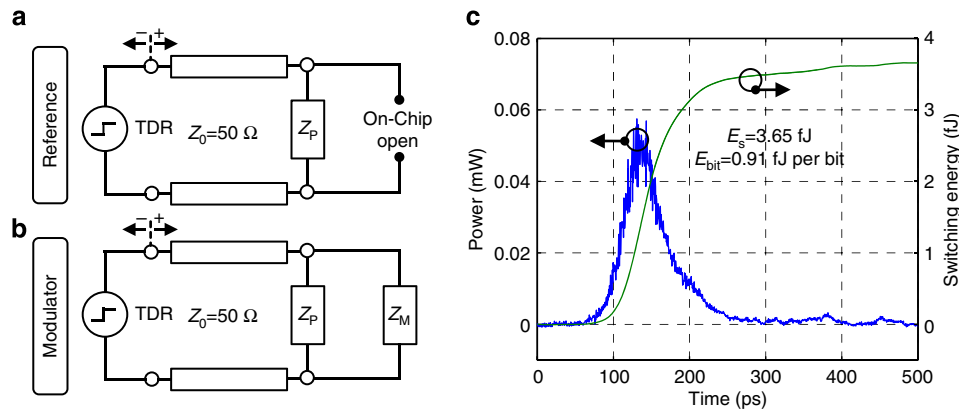 a
Reference
− +
TDR
Z0=50 Ω
ZP
On-Chip
open
b
Modulator
− +
TDR
Z0=50 Ω
ZP
ZM
c
Power (mW)
0.08
0.06
0.04
0.02
0
Es=3.65 fJ
Ebit=0.91 fJ per bit
4
3
2
1
0
Switching energy (fJ)
0 100 200 300 400 500
Time (ps)